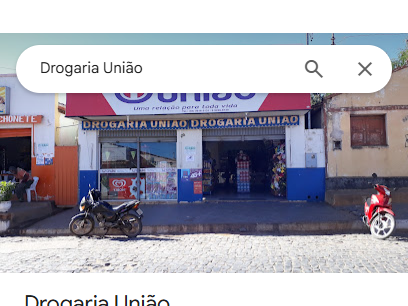 Drogaria União
união
uma relação para toda vida
DROGARIA UNIÃO DROGARIA UNIÃO
CHONETE
Drogaria União